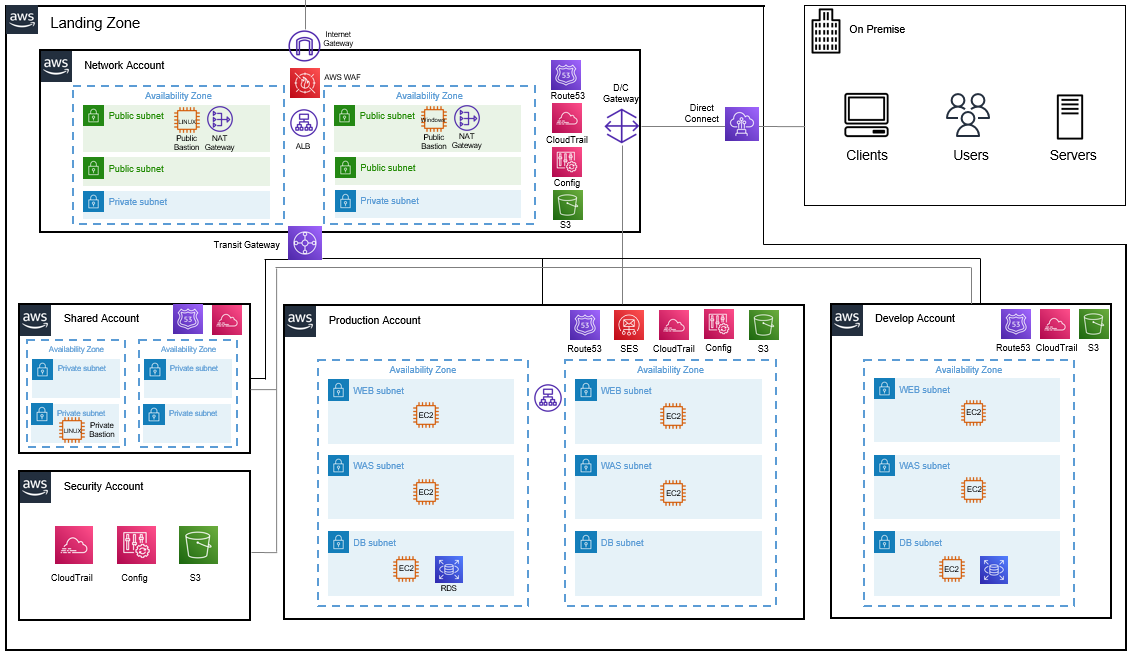 aws
Landing Zone
Internet
Gateway
On Premise
Clients
Users
Servers
aws
Network Account
AWS WAF
ALB
Availability Zone
Public subnet
LINUX
Public
Bastion
NAT
Gateway
Public subnet
Private subnet
Availability Zone
Public subnet
Windows
Public
Bastion
NAT
Gateway
Public subnet
Private subnet
53
Route53
CloudTrail
Config
S3
D/C
Gateway
Direct
Connect
Transit Gateway
aws
Shared Account
53
Availability Zone
Private subnet
Private subnet
LINUX
Private
Bastion
Availability Zone
Private subnet
Private subnet
aws
Security Account
CloudTrail
Config
S3
aws
Production Account
53
Route53
SES
CloudTrail
Config
S3
Availability Zone
WEB subnet
EC2
WAS subnet
EC2
DB subnet
EC2
RDS
Availability Zone
WEB subnet
EC2
WAS subnet
EC2
DB subnet
aws
Develop Account
53
Route53
CloudTrail
S3
Availability Zone
WEB subnet
EC2
WAS subnet
EC2
DB subnet
EC2